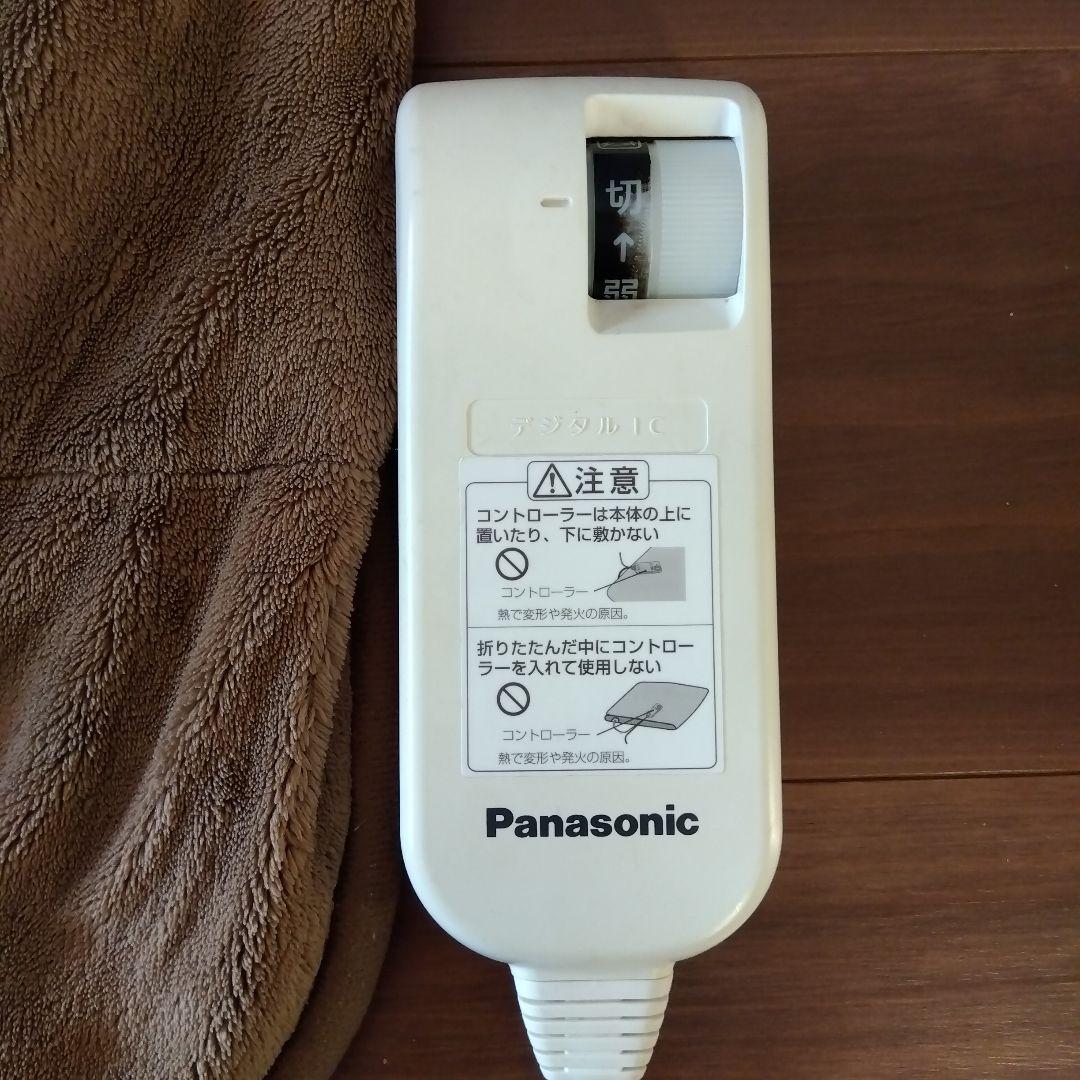 切
↑
弱
デジタルIC
注意
コントローラーは本体の上に
置いたり、下に敷かない
コントローラー
熱で変形や発火の原因。
折りたたんだ中にコントロー
ラーを入れて使用しない
コントローラー
熱で変形や発火の原因。
Panasonic